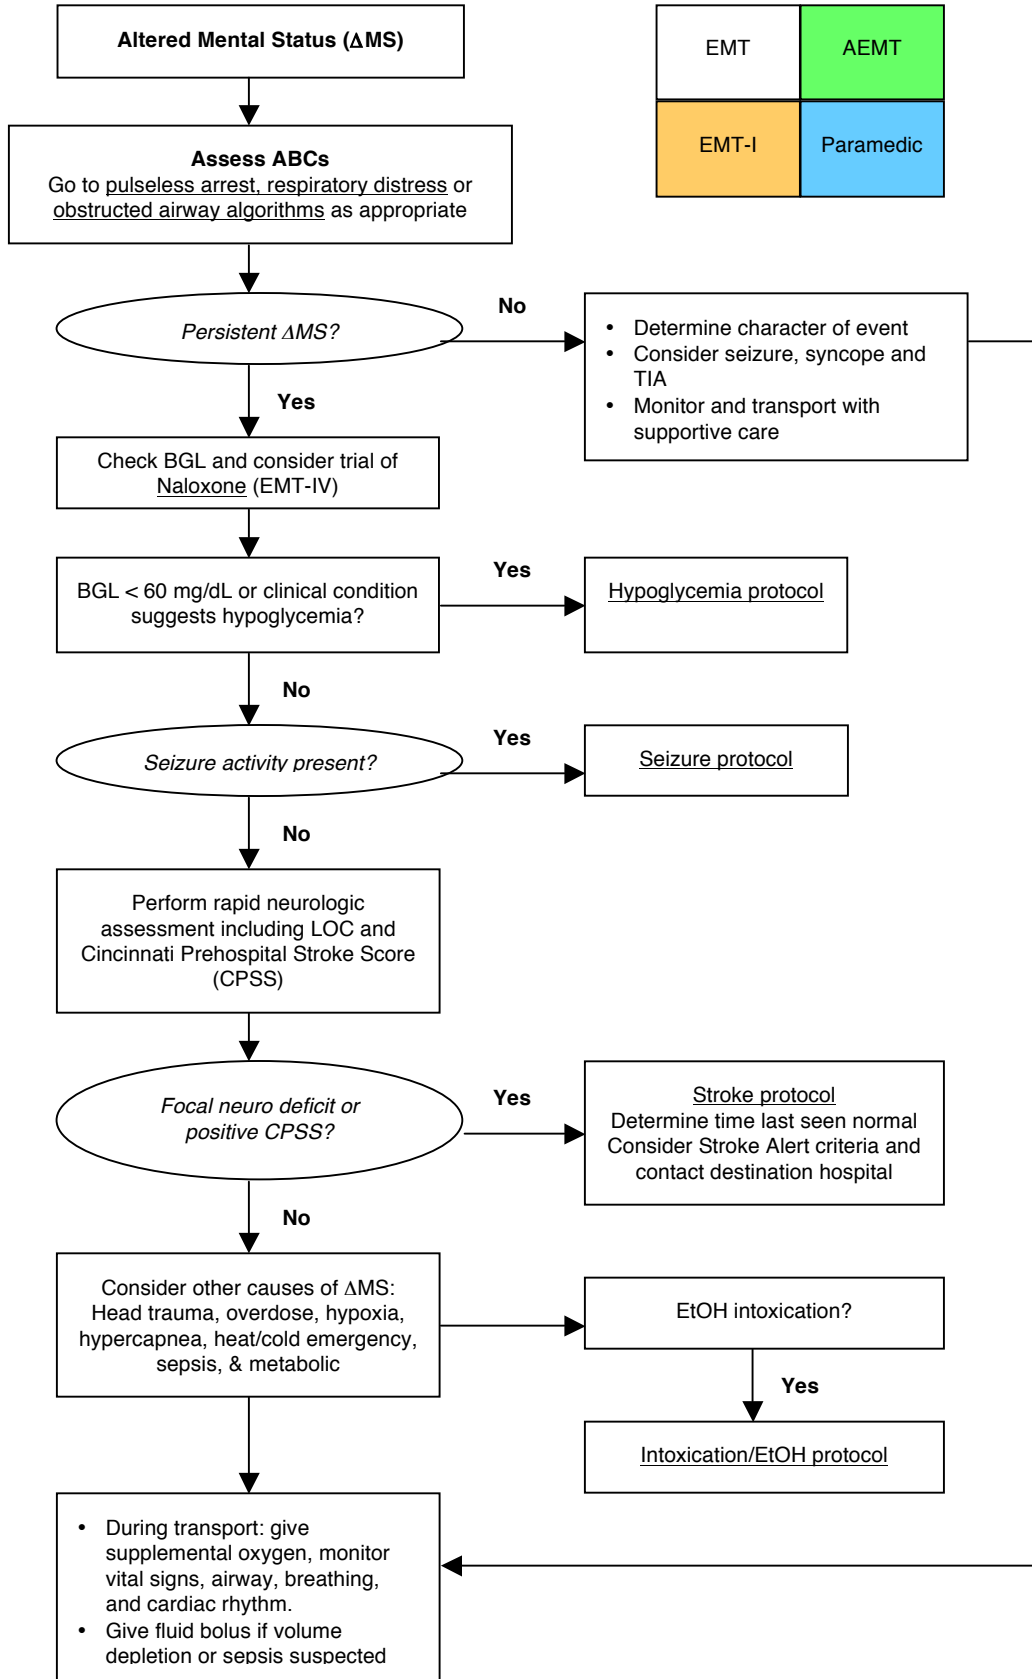 Altered Mental Status (ΔMS)
EMT
AEMT
EMT-I
Paramedic
Assess ABCs
Go to pulseless arrest, respiratory distress or
obstructed airway algorithms as appropriate
Persistent ΔMS?
No
• Determine character of event
• Consider seizure, syncope and
TIA
• Monitor and transport with
supportive care
Yes
Check BGL and consider trial of
Naloxone (EMT-IV)
BGL < 60 mg/dL or clinical condition
suggests hypoglycemia?
Yes
Hypoglycemia protocol
No
Seizure activity present?
Yes
Seizure protocol
No
Perform rapid neurologic
assessment including LOC and
Cincinnati Prehospital Stroke Score
(CPSS)
Focal neuro deficit or
positive CPSS?
Yes
Stroke protocol
Determine time last seen normal
Consider Stroke Alert criteria and
contact destination hospital
No
Consider other causes of ΔMS:
Head trauma, overdose, hypoxia,
hypercapnea, heat/cold emergency,
sepsis, & metabolic
EtOH intoxication?
Yes
Intoxication/EtOH protocol
• During transport: give
supplemental oxygen, monitor
vital signs, airway, breathing,
and cardiac rhythm.
• Give fluid bolus if volume
depletion or sepsis suspected